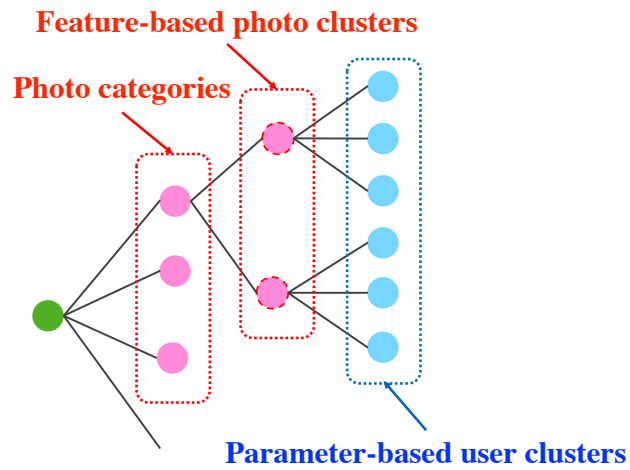 Feature-based photo clusters
Photo categories
Parameter-based user clusters